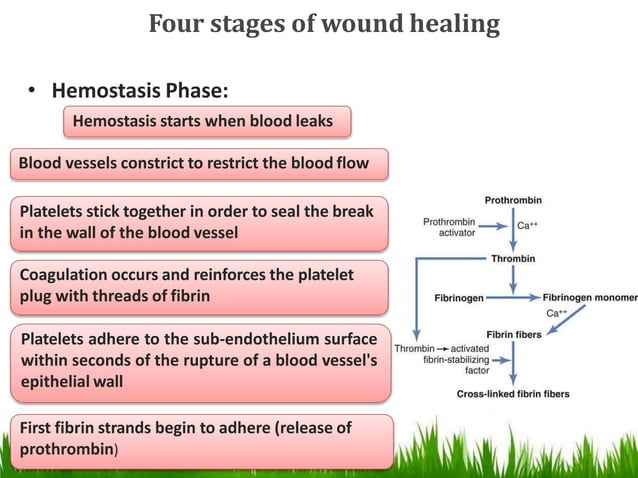 Four stages of wound healing
• Hemostasis Phase:
Hemostasis starts when blood leaks
Blood vessels constrict to restrict the blood flow
Platelets stick together in order to seal the break
in the wall of the blood vessel
Coagulation occurs and reinforces the platelet
plug with threads of fibrin
Platelets adhere to the sub-endothelium surface
within seconds of the rupture of a blood vessel's
epithelial wall
First fibrin strands begin to adhere (release of
prothrombin)
Prothrombin
Prothrombin
activator
Ca++
Thrombin
Fibrinogen
Fibrinogen monomer
Ca++
Fibrin fibers
Thrombin → activated
fibrin-stabilizing
factor
Cross-linked fibrin fibers